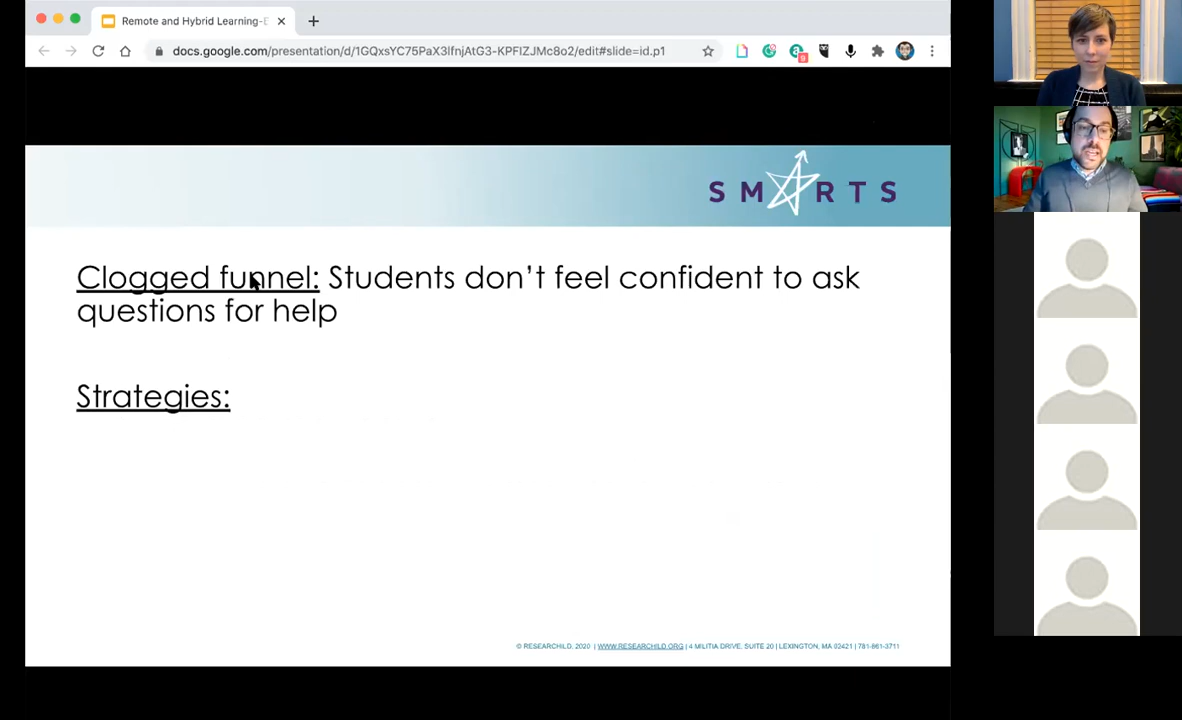 Remote and Hybrid Learning-E
docs.google.com/presentation/d/1GQxsYC75PaX3lfnjAtG3-KPFIZJMc8o2/edit#slide=id.p1
SMARTS
Clogged funnel: Students don’t feel confident to ask
questions for help
Strategies:
© RESEARCHILD, 2020 | WWW.RESEARCHILD.ORG | 4 MILITIA DRIVE, SUITE 20 | LEXINGTON, MA 02421 | 781-861-3711